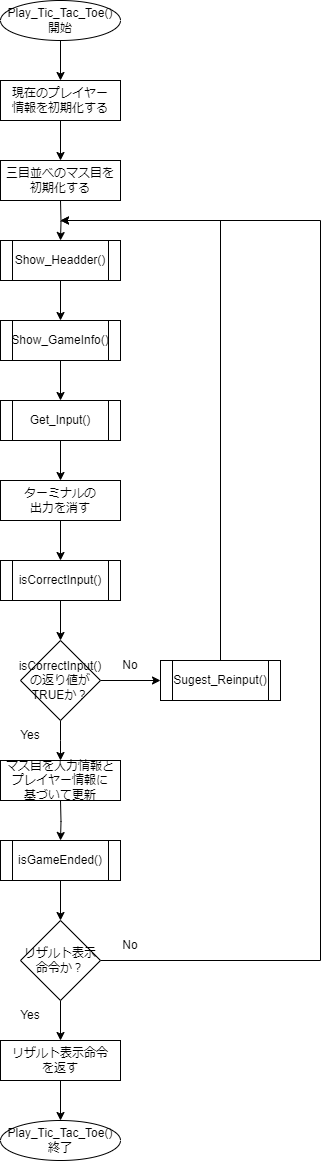 Play_Tic_Tac_Toe()
開始
現在のプレイヤー
情報を初期化する
三目並べのマス目を
初期化する
Show_Headder()
Show_GameInfo()
Get_Input()
ターミナルの
出力を消す
isCorrectInput()
isCorrectInput()
の返り値が
TRUEか？
No
Sugest_Reinput()
Yes
マス目を入力情報と
プレイヤー情報に
基づいて更新
isGameEnded()
リザルト表示
命令か？
No
Yes
リザルト表示命令
を返す
Play_Tic_Tac_Toe()
終了